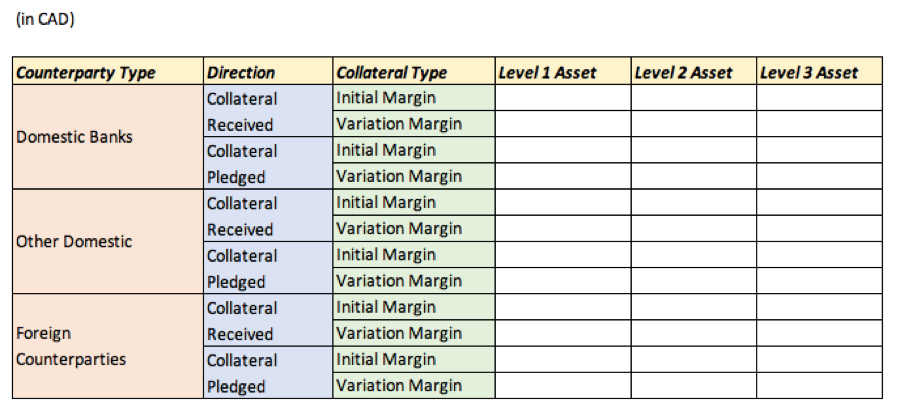 (in CAD)
Counterparty Type Direction Collateral Type Level 1 Asset Level 2 Asset Level 3 Asset
Domestic Banks
Collateral
Received
Initial Margin
Variation Margin
Collateral
Pledged
Initial Margin
Variation Margin
Other Domestic
Collateral
Received
Initial Margin
Variation Margin
Collateral
Pledged
Initial Margin
Variation Margin
Foreign
Counterparties
Collateral
Received
Initial Margin
Variation Margin
Collateral
Pledged
Initial Margin
Variation Margin